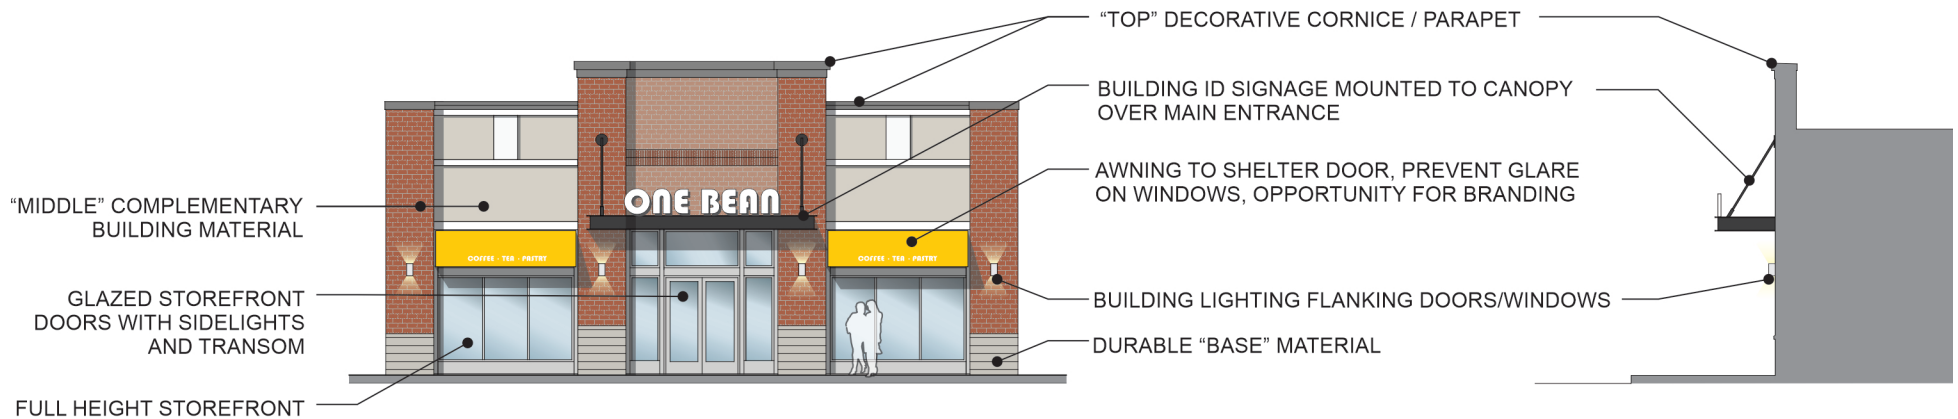 “TOP” DECORATIVE CORNICE / PARAPET
BUILDING ID SIGNAGE MOUNTED TO CANOPY
OVER MAIN ENTRANCE
AWNING TO SHELTER DOOR, PREVENT GLARE
ON WINDOWS, OPPORTUNITY FOR BRANDING
“MIDDLE” COMPLEMENTARY
BUILDING MATERIAL
ONE BEAN
COFFEE - TEA - PASTRY
COFFEE - TEA - PASTRY
GLAZED STOREFRONT
DOORS WITH SIDELIGHTS
AND TRANSOM
BUILDING LIGHTING FLANKING DOORS/WINDOWS
DURABLE “BASE” MATERIAL
FULL HEIGHT STOREFRONT